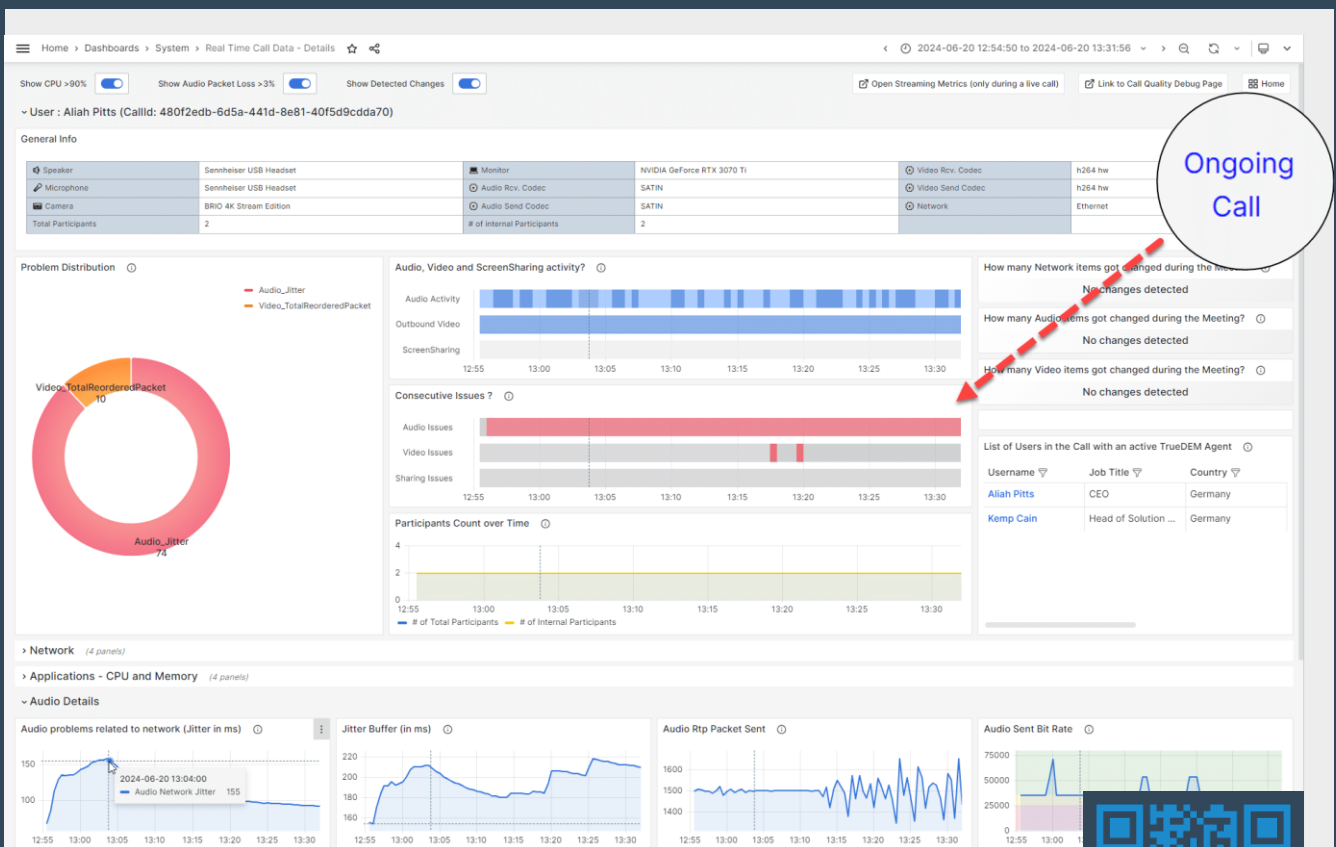 Home › Dashboards › System › Real Time Call Data - Details
2024-06-20 12:54:50 to 2024-06-20 13:31:56
Show CPU >90%
Show Audio Packet Loss >3%
Show Detected Changes
Open Streaming Metrics (only during a live call)
Link to Call Quality Debug Page
Home
User : Aliah Pitts (CallId: 480f2edb-6d5a-441d-8e81-40f5d9cdda70)
General Info
Speaker Sennheiser USB Headset Monitor NVIDIA GeForce RTX 3070 Ti Video Rcv. Codec h264 hw
Microphone Sennheiser USB Headset Audio Rcv. Codec SATIN Video Send Codec h264 hw
Camera BRIO 4K Stream Edition Audio Send Codec SATIN Network Ethernet
Total Participants 2 # of internal Participants 2
Ongoing
Call
Problem Distribution
Audio_Jitter
Video_TotalReorderedPacket
Video_TotalReorderedPacket
10
Audio_Jitter
74
Audio, Video and ScreenSharing activity?
Audio Activity
Outbound Video
ScreenSharing
12:55 13:00 13:05 13:10 13:15 13:20 13:25 13:30
Consecutive Issues ?
Audio Issues
Video Issues
Sharing Issues
12:55 13:00 13:05 13:10 13:15 13:20 13:25 13:30
Participants Count over Time
4
2
0
12:55 13:00 13:05 13:10 13:15 13:20 13:25 13:30
# of Total Participants # of Internal Participants
How many Network items got changed during the
No changes detected
How many Audio items got changed during the Meeting?
No changes detected
How many Video items got changed during the Meeting?
No changes detected
List of Users in the Call with an active TrueDEM Agent
Username Job Title Country
Aliah Pitts CEO Germany
Kemp Cain Head of Solution ... Germany
Network (4 panels)
Applications - CPU and Memory (4 panels)
Audio Details
Audio problems related to network (Jitter in ms)
150
100
2024-06-20 13:04:00
Audio Network Jitter 155
12:55 13:00 13:05 13:10 13:15 13:20 13:25 13:30
Jitter Buffer (in ms)
220
200
180
160
12:55 13:00 13:05 13:10 13:15 13:20 13:25 13:30
Audio Rtp Packet Sent
1600
1500
1400
12:55 13:00 13:05 13:10 13:15 13:20 13:25 13:30
Audio Sent Bit Rate
75000
50000
25000
0
12:55 13:00